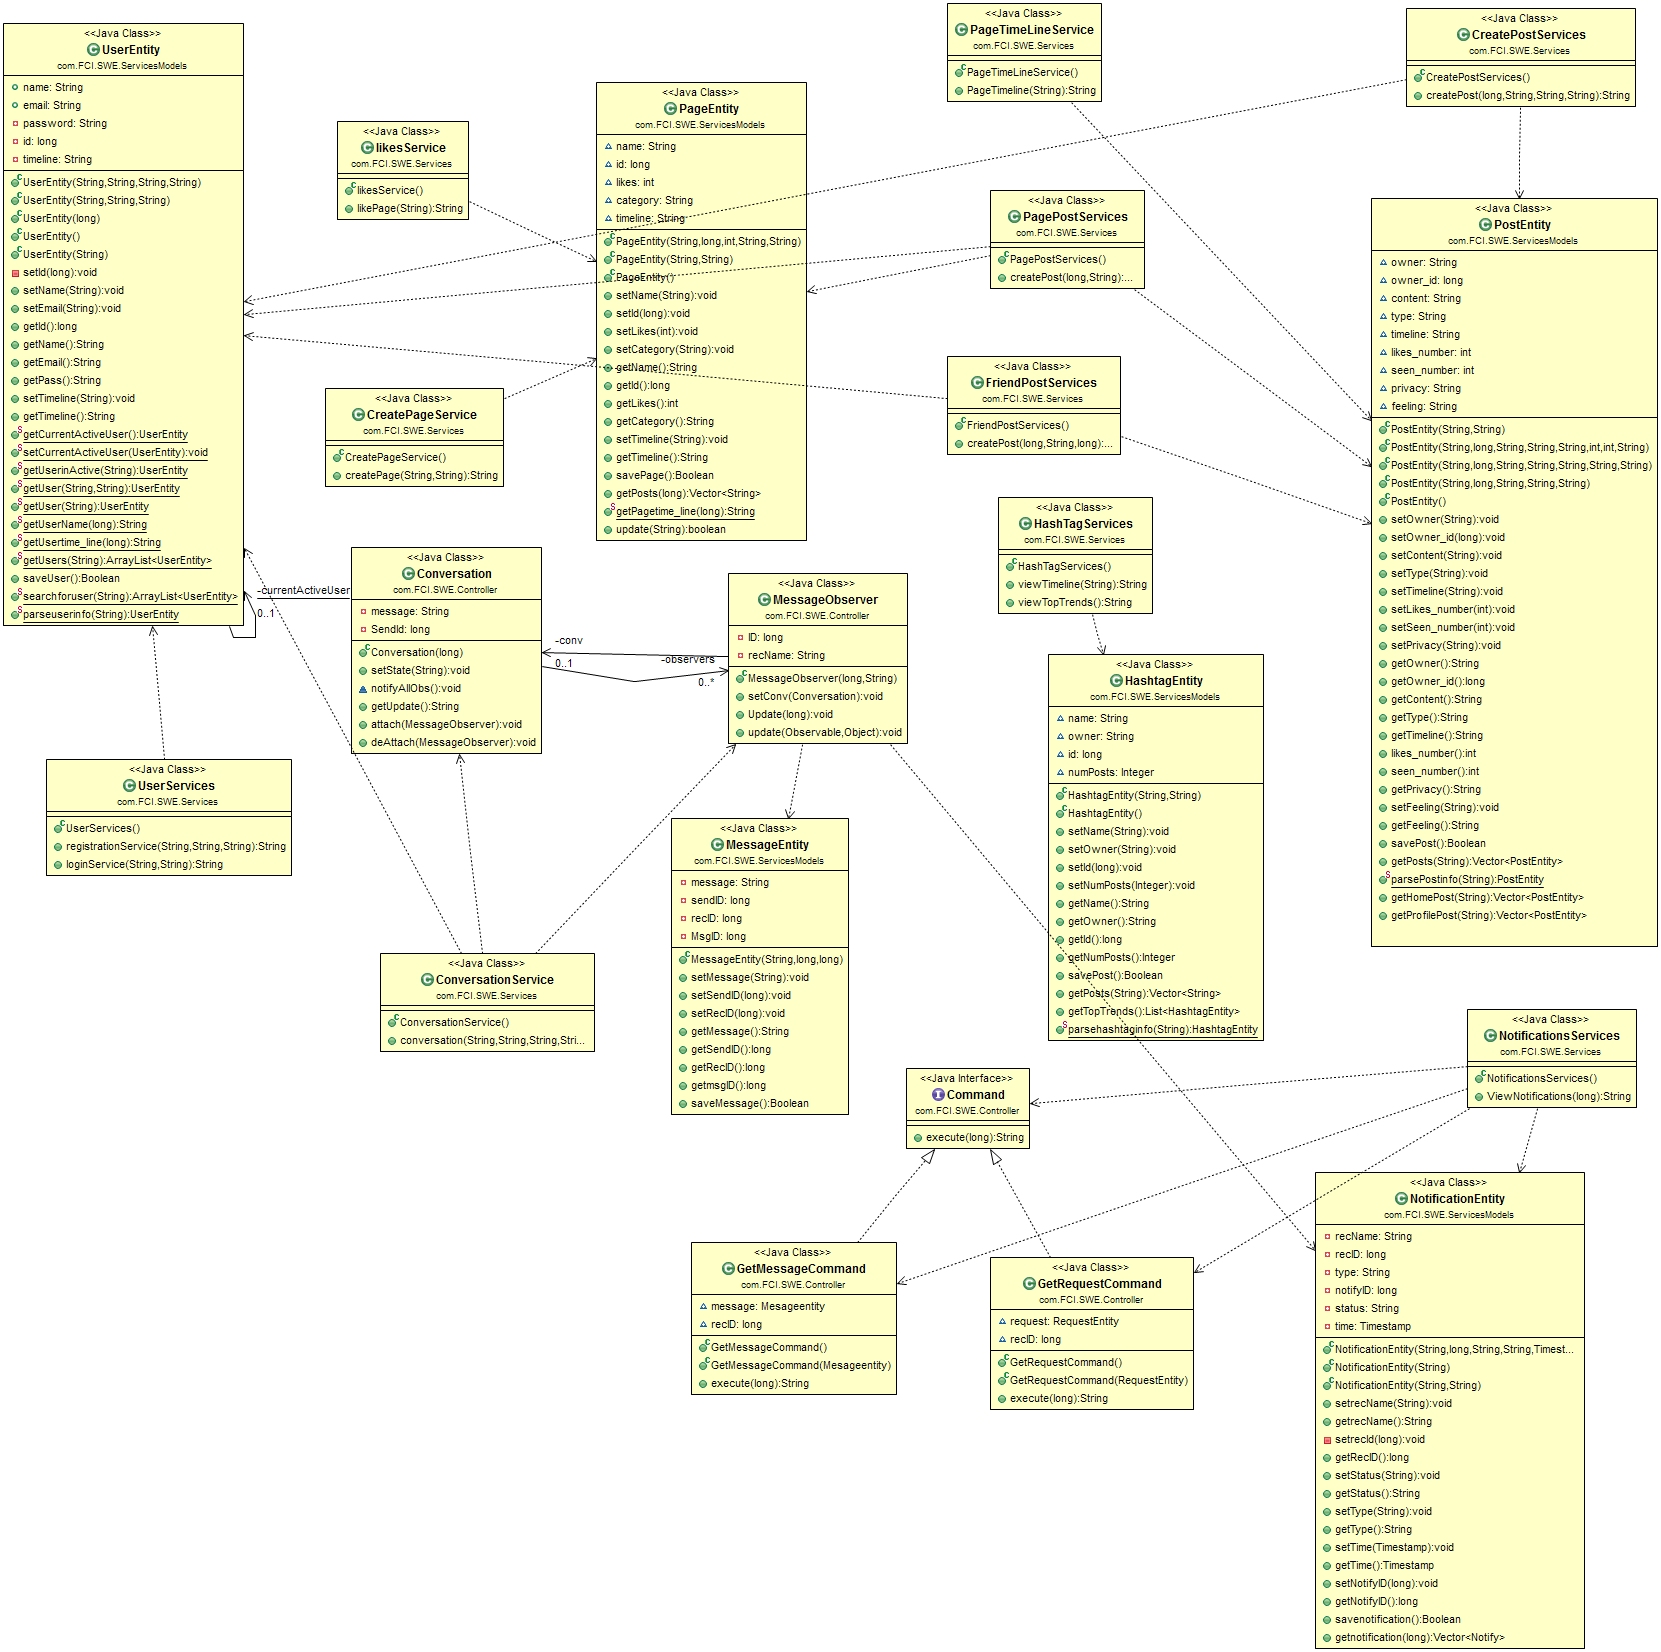 <<Java Class>>
UserEntity
com.FCI.SWE.ServicesModels
name: String
email: String
password: String
id: long
timeline: String
UserEntity(String,String,String,String)
UserEntity(String,String,String)
UserEntity(long)
UserEntity()
UserEntity(String)
setId(long):void
setName(String):void
setEmail(String):void
getId():long
getName():String
getEmail():String
getPass():String
setTimeline(String):void
getTimeline():String
getCurrentActiveUser():UserEntity
setCurrentActiveUser(UserEntity):void
getUserinActive(String):UserEntity
getUser(String,String):UserEntity
getUser(String):UserEntity
getUserName(long):String
getUsertime_line(long):String
getUsers(String):ArrayList<UserEntity>
saveUser():Boolean
searchforuser(String):ArrayList<UserEntity>
parseuserinfo(String):UserEntity
-currentActiveUser
0..1
<<Java Class>>
likesService
com.FCI.SWE.Services
likesService()
likePage(String):String
<<Java Class>>
PageEntity
com.FCI.SWE.ServicesModels
name: String
id: long
likes: int
category: String
timeline: String
PageEntity(String,long,int,String,String)
PageEntity(String,String)
PageEntity()
setName(String):void
setId(long):void
setLikes(int):void
setCategory(String):void
getName():String
getId():long
getLikes():int
getCategory():String
setTimeline(String):void
getTimeline():String
savePage():Boolean
getPosts(long):Vector<String>
getPagetime_line(long):String
update(String):boolean
<<Java Class>>
PageTimeLineService
com.FCI.SWE.Services
PageTimeLineService()
PageTimeline(String):String
<<Java Class>>
CreatePostServices
com.FCI.SWE.Services
CreatePostServices()
createPost(long,String,String,String):String
<<Java Class>>
PagePostServices
com.FCI.SWE.Services
PagePostServices()
createPost(long,String):...
<<Java Class>>
PostEntity
com.FCI.SWE.ServicesModels
owner: String
owner_id: long
content: String
type: String
timeline: String
likes_number: int
seen_number: int
privacy: String
feeling: String
PostEntity(String,String)
PostEntity(String,long,String,String,String,int,int,String)
PostEntity(String,long,String,String,String,String,String)
PostEntity(String,long,String,String,String)
PostEntity()
setOwner(String):void
setOwner_id(long):void
setContent(String):void
setType(String):void
setTimeline(String):void
setLikes_number(int):void
setSeen_number(int):void
setPrivacy(String):void
getOwner():String
getOwner_id():long
getContent():String
getType():String
getTimeline():String
likes_number():int
seen_number():int
getPrivacy():String
setFeeling(String):void
getFeeling():String
savePost():Boolean
getPosts(String):Vector<PostEntity>
parsePostinfo(String):PostEntity
getHomePost(String):Vector<PostEntity>
getProfilePost(String):Vector<PostEntity>
<<Java Class>>
CreatePageService
com.FCI.SWE.Services
CreatePageService()
createPage(String,String):String
<<Java Class>>
FriendPostServices
com.FCI.SWE.Services
FriendPostServices()
createPost(long,String,long):...
<<Java Class>>
HashTagServices
com.FCI.SWE.Services
HashTagServices()
viewTimeline(String):String
viewTopTrends():String
<<Java Class>>
Conversation
com.FCI.SWE.Controller
message: String
SendId: long
Conversation(long)
setState(String):void
notifyAllObs():void
getUpdate():String
attach(MessageObserver):void
deAttach(MessageObserver):void
-conv
0..1
-observers
0..*
<<Java Class>>
MessageObserver
com.FCI.SWE.Controller
ID: long
recName: String
MessageObserver(long,String)
setConv(Conversation):void
Update(long):void
update(Observable,Object):void
<<Java Class>>
HashtagEntity
com.FCI.SWE.ServicesModels
name: String
owner: String
id: long
numPosts: Integer
HashtagEntity(String,String)
HashtagEntity()
setName(String):void
setOwner(String):void
setId(long):void
setNumPosts(Integer):void
getName():String
getOwner():String
getId():long
getNumPosts():Integer
savePost():Boolean
getPosts(String):Vector<String>
getTopTrends():List<HashtagEntity>
parsehashtaginfo(String):HashtagEntity
<<Java Class>>
UserServices
com.FCI.SWE.Services
UserServices()
registrationService(String,String,String):String
loginService(String,String):String
<<Java Class>>
MessageEntity
com.FCI.SWE.ServicesModels
message: String
sendID: long
recID: long
MsgID: long
MessageEntity(String,long,long)
setMessage(String):void
setSendID(long):void
setRecID(long):void
getMessage():String
getSendID():long
getRecID():long
getmsgID():long
saveMessage():Boolean
<<Java Class>>
ConversationService
com.FCI.SWE.Services
ConversationService()
conversation(String,String,String,Stri...
<<Java Interface>>
Command
com.FCI.SWE.Controller
execute(long):String
<<Java Class>>
NotificationsServices
com.FCI.SWE.Services
NotificationsServices()
ViewNotifications(long):String
<<Java Class>>
GetMessageCommand
com.FCI.SWE.Controller
message: Mesageentity
recID: long
GetMessageCommand()
GetMessageCommand(Mesageentity)
execute(long):String
<<Java Class>>
GetRequestCommand
com.FCI.SWE.Controller
request: RequestEntity
recID: long
GetRequestCommand()
GetRequestCommand(RequestEntity)
execute(long):String
<<Java Class>>
NotificationEntity
com.FCI.SWE.ServicesModels
recName: String
recID: long
type: String
notifyID: long
status: String
time: Timestamp
NotificationEntity(String,long,String,String,Timest...
NotificationEntity(String)
NotificationEntity(String,String)
setrecName(String):void
getrecName():String
setrecId(long):void
getRecID():long
setStatus(String):void
getStatus():String
setType(String):void
getType():String
setTime(Timestamp):void
getTime():Timestamp
setNotifyID(long):void
getNotifyID():long
savenotification():Boolean
getnotification(long):Vector<Notify>